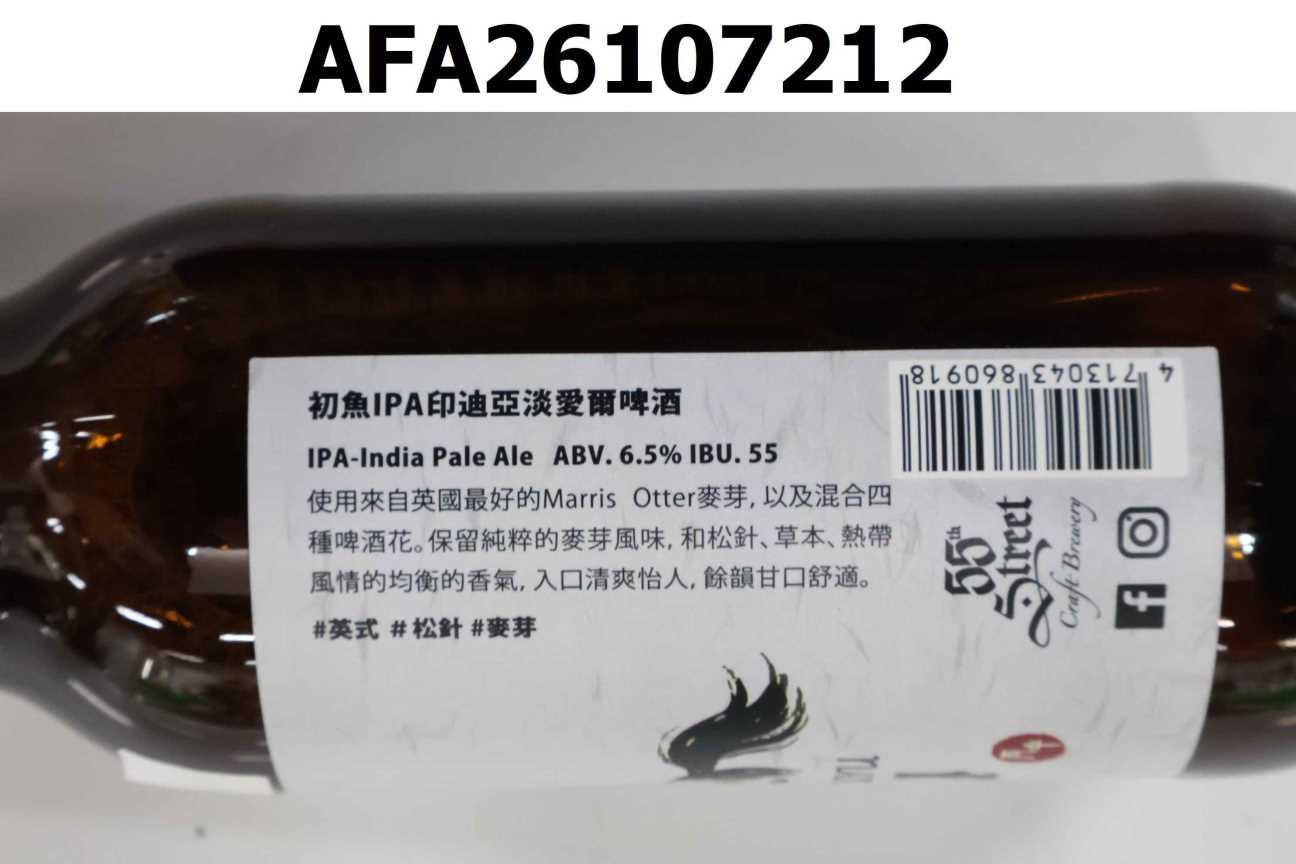 AFA26107212
初魚IPA印迪亞淡愛爾啤酒
IPA-India Pale Ale ABV. 6.5% IBU. 55
使用來自英國最好的Marris Otter麥芽, 以及混合四
種啤酒花。保留純粹的麥芽風味, 和松針、草本、熱帶
風情的均衡的香氣, 入口清爽怡人, 餘韻甘口舒適。
#英式 #松針 #麥芽
4 713043 860918
55th
Street
Craft Brewery